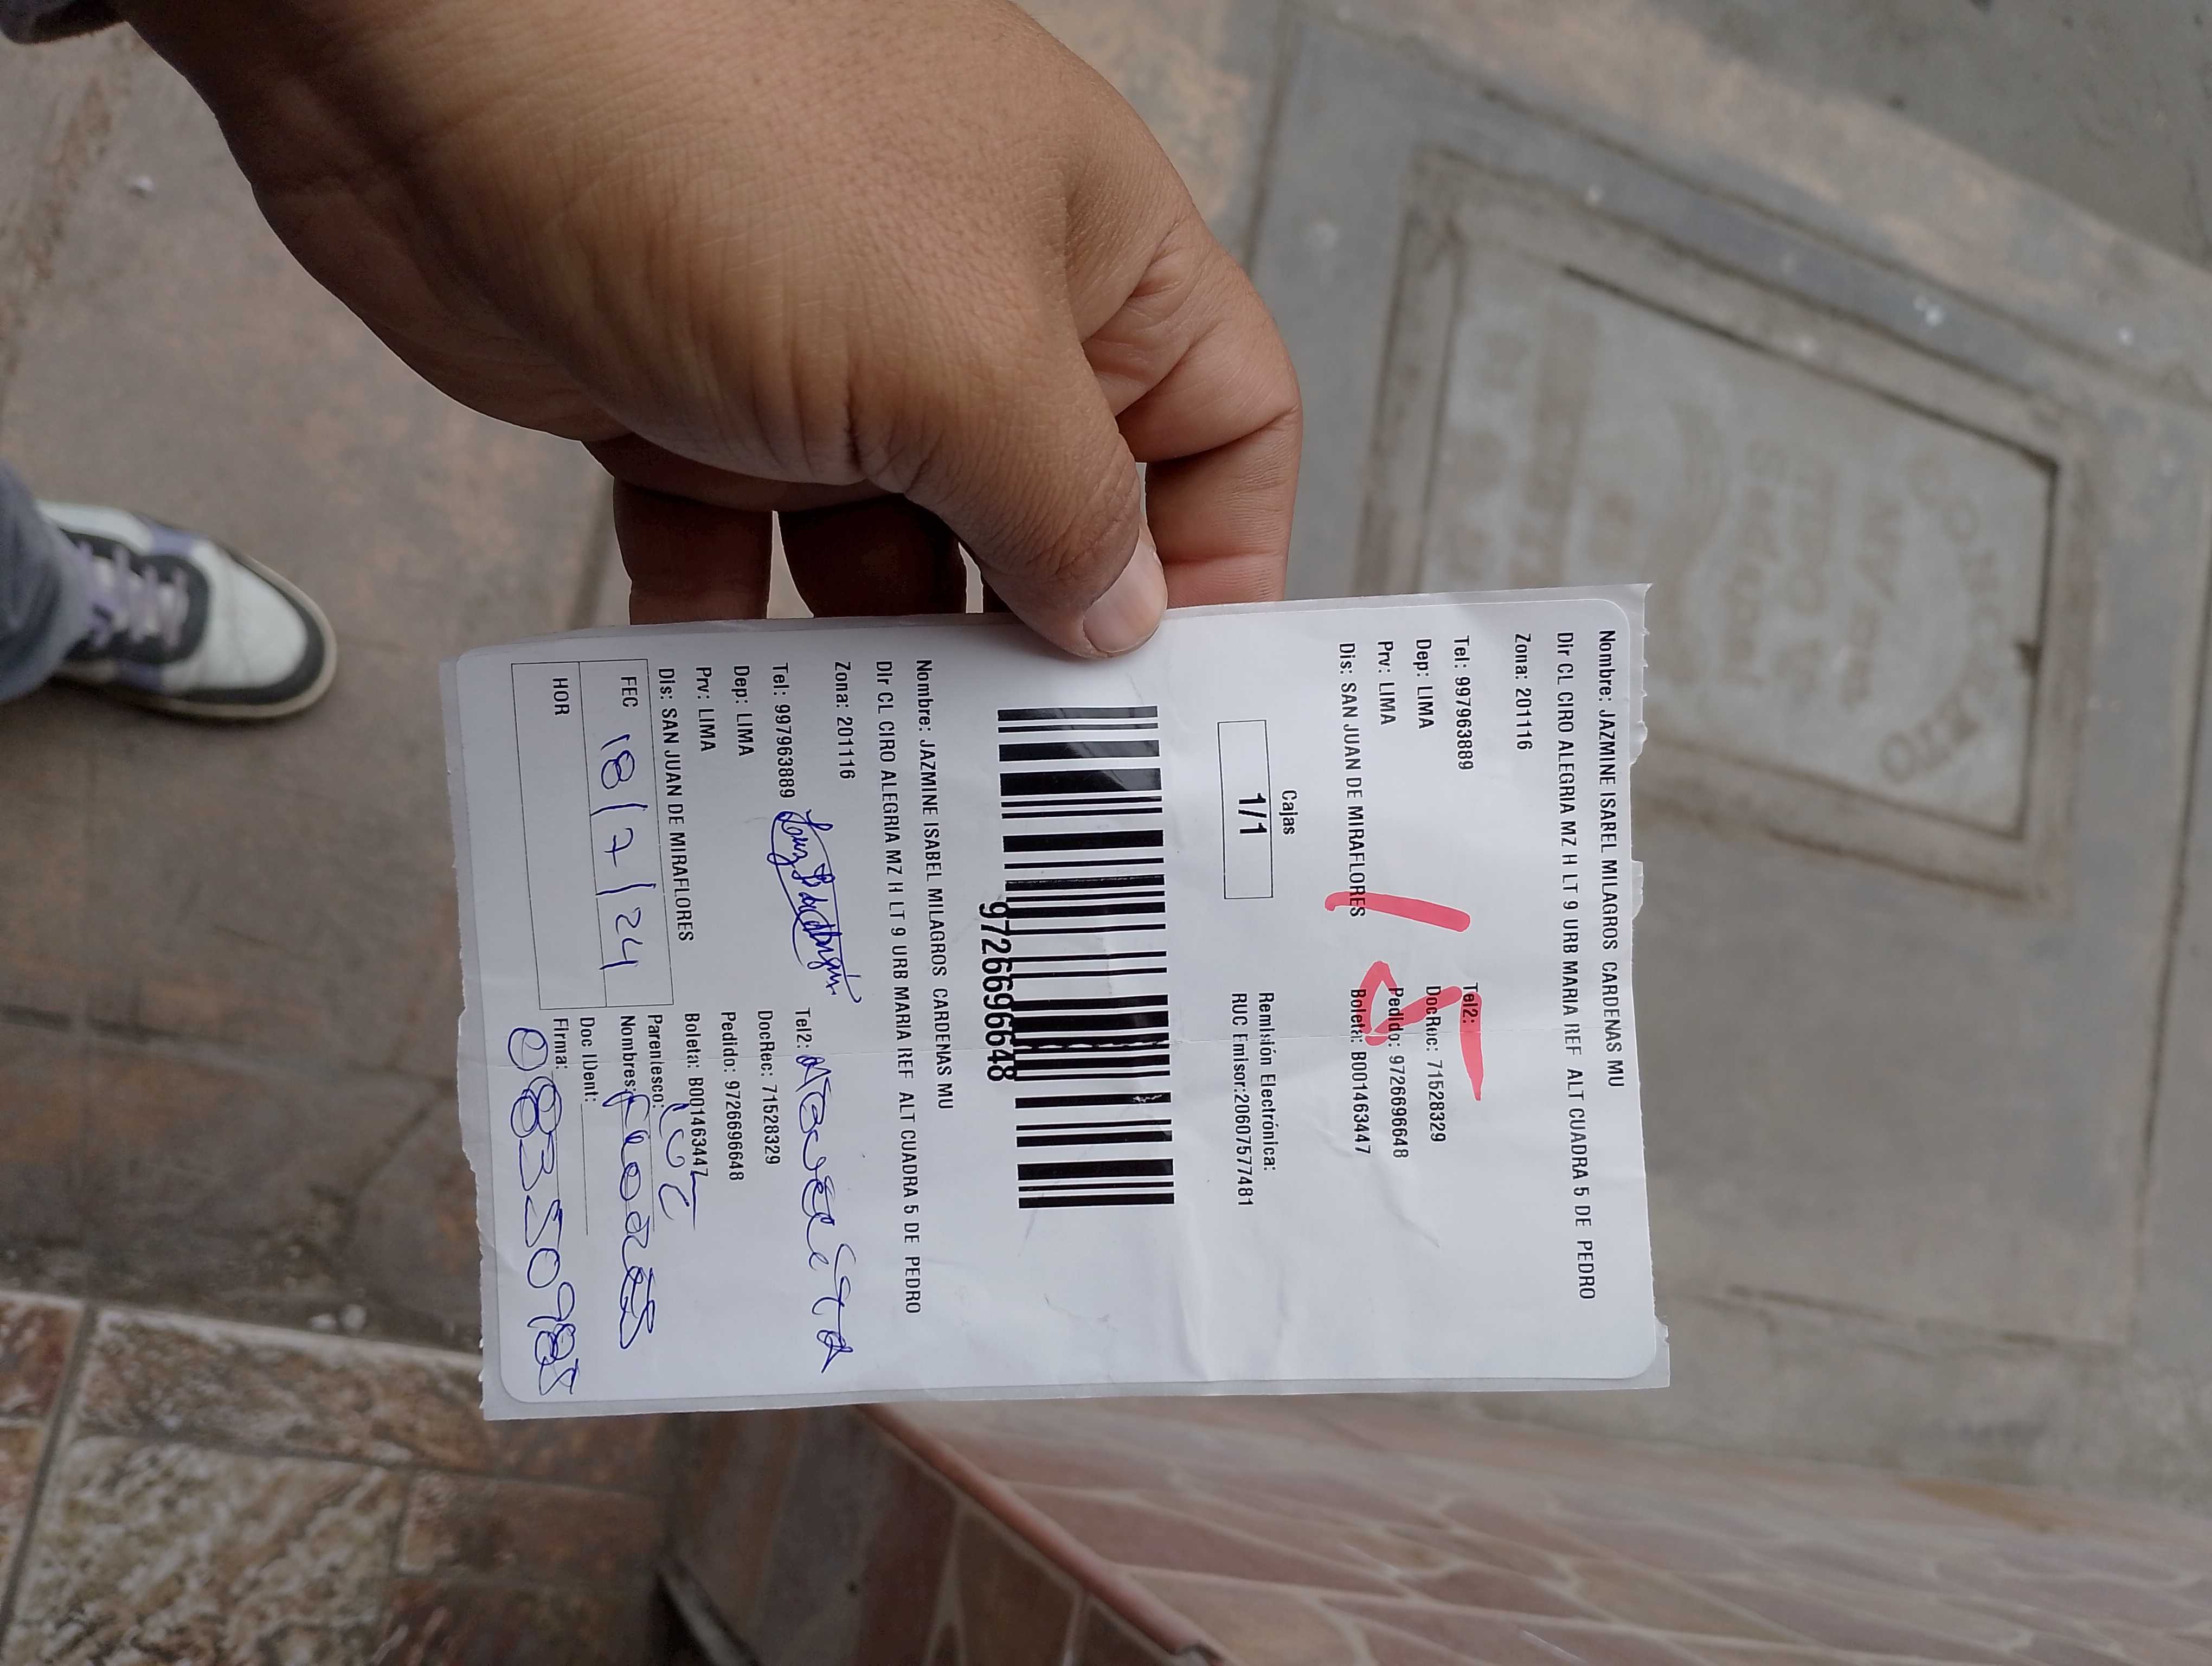 Nombre: JAZMINE ISABEL MILAGROS CARDENAS MU
Dir CL CIRO ALEGRIA MZ H LT 9 URB MARIA REF ALT CUADRA 5 DE PEDRO
Zona: 201116
Tel: 997963889 Tel2:
Dep: LIMA DocRec: 71528329
Prv: LIMA Pedido: 9726696648
Dis: SAN JUAN DE MIRAFLORES Boleta: B001463447
15
Cajas
1/1
Remisión Electrónica:
RUC Emisor:20607577481
9726696648
Nombre: JAZMINE ISABEL MILAGROS CARDENAS MU
Dir CL CIRO ALEGRIA MZ H LT 9 URB MARIA REF ALT CUADRA 5 DE PEDRO
Zona: 201116
Tel: 997963889 Tel2:
Dep: LIMA DocRec: 71528329
Prv: LIMA Pedido: 9726696648
Dis: SAN JUAN DE MIRAFLORES Boleta: B001463447
FEC 18/7/24
HOR
Parentesco:
Nombres:
Doc IDent:
Firma: 08350988